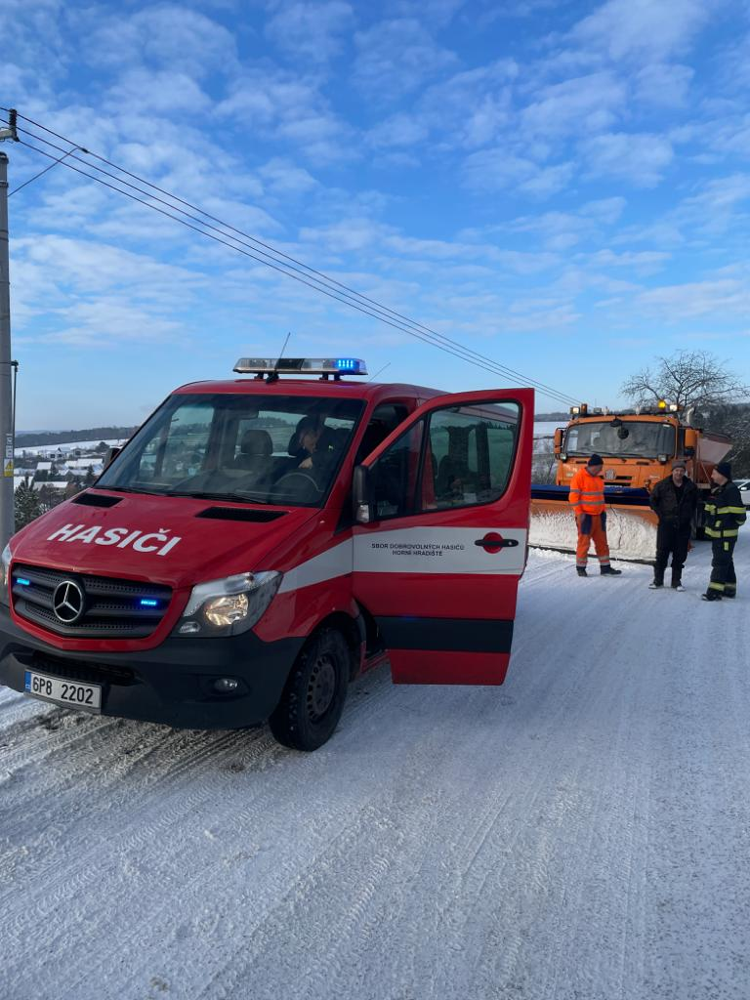 HASIČI
SBOR DOBROVOLNÝCH HASIČŮ
HORNÍ HRADIŠTĚ
6P8 2202